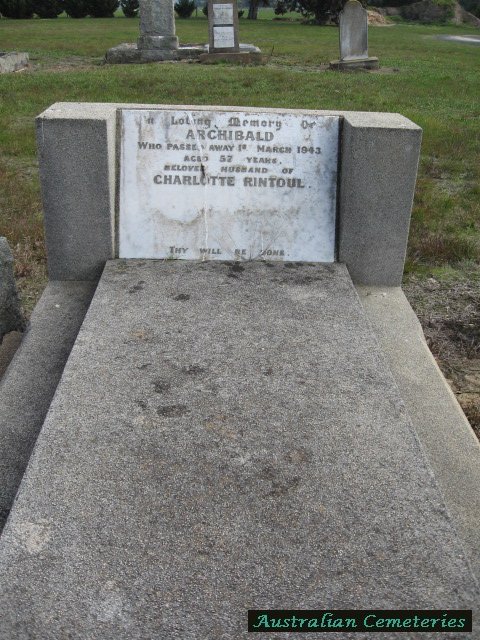 In Loving Memory Of
ARCHIBALD
WHO PASSED AWAY 1ST MARCH 1943
AGED 57 YEARS.
BELOVED HUSBAND OF
CHARLOTTE RINTOUL.
THY WILL BE DONE.
Australian Cemeteries